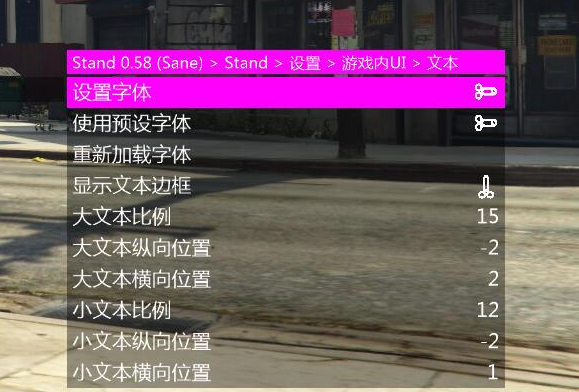 Stand 0.58 (Sane) > Stand > 设置 > 游戏内UI > 文本
设置字体
使用预设字体
重新加载字体
显示文本边框
大文本比例 15
大文本纵向位置 -2
大文本横向位置 2
小文本比例 12
小文本纵向位置 -2
小文本横向位置 1